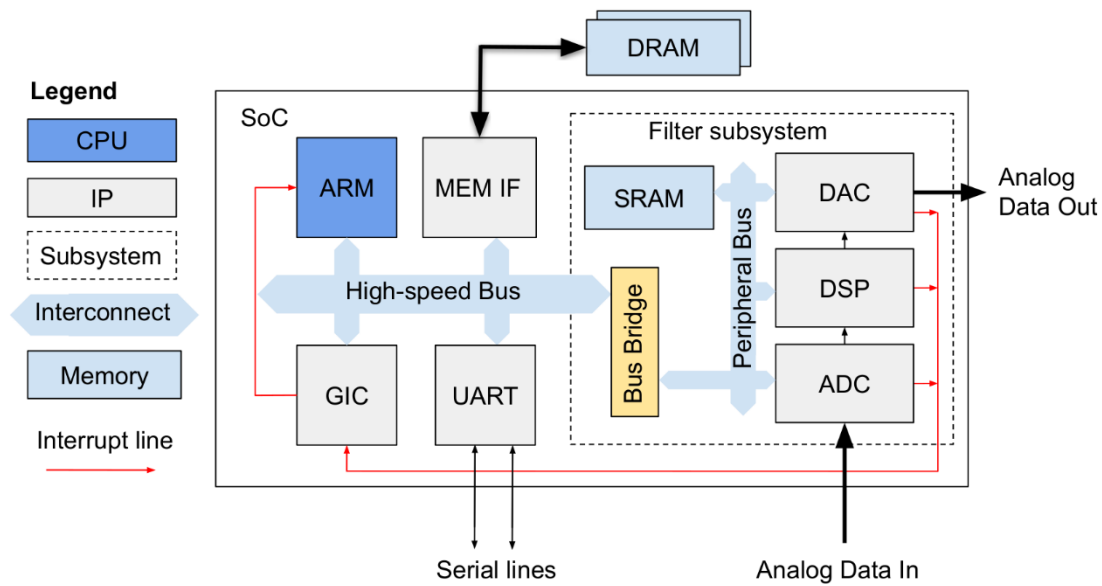 DRAM
Legend
CPU
IP
Subsystem
Interconnect
Memory
Interrupt line
SoC
ARM
MEM IF
High-speed Bus
GIC
UART
Filter subsystem
SRAM
Bus Bridge
Peripheral Bus
DAC
DSP
ADC
Analog
Data Out
Serial lines
Analog Data In